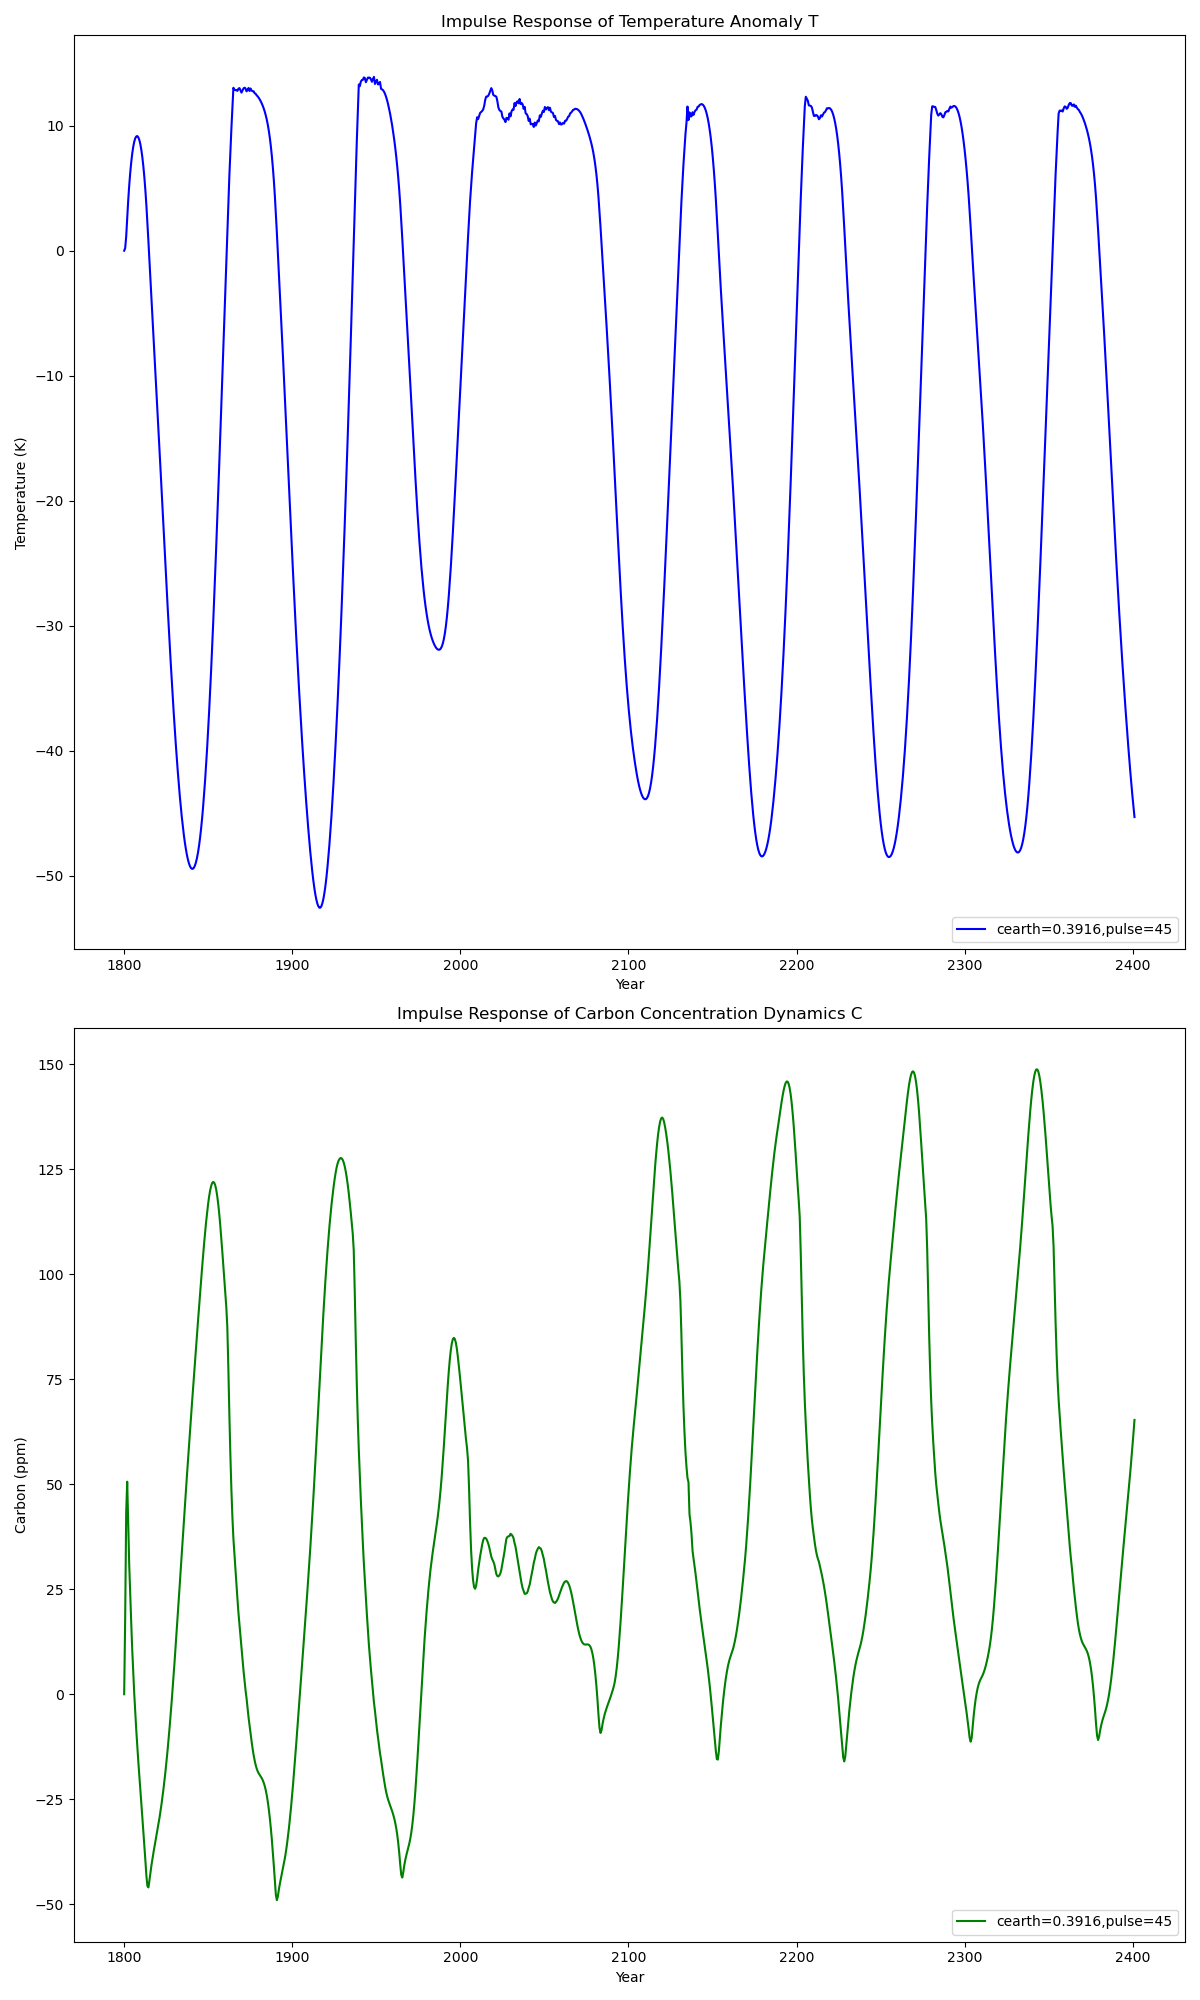 Impulse Response of Temperature Anomaly T
Temperature (K)
10
0
−10
−20
−30
−40
−50
cearth=0.3916,pulse=45
1800 1900 2000 2100 2200 2300 2400
Year
Impulse Response of Carbon Concentration Dynamics C
Carbon (ppm)
150
125
100
75
50
25
0
−25
−50
cearth=0.3916,pulse=45
1800 1900 2000 2100 2200 2300 2400
Year